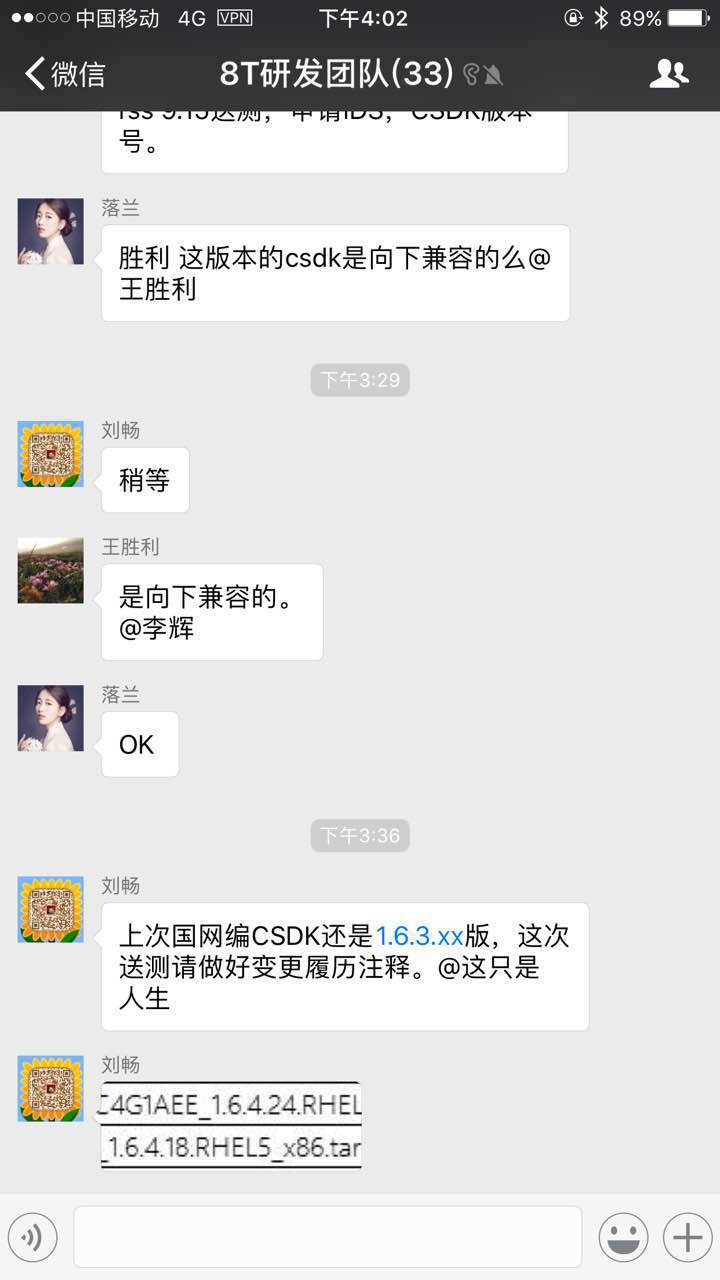 中国移动 4G VPN 下午4:02 89%
微信 8T研发团队(33)
rss 9.15送测，申请IDS，CSDK版本
号。
落兰
胜利 这版本的csdk是向下兼容的么@
王胜利
下午3:29
刘畅
稍等
王胜利
是向下兼容的。
@李辉
落兰
OK
下午3:36
刘畅
上次国网编CSDK还是1.6.3.xx版，这次
送测请做好变更履历注释。@这只是
人生
刘畅
C4G1AEE_1.6.4.24.RHEL
_1.6.4.18.RHEL5_x86.tar